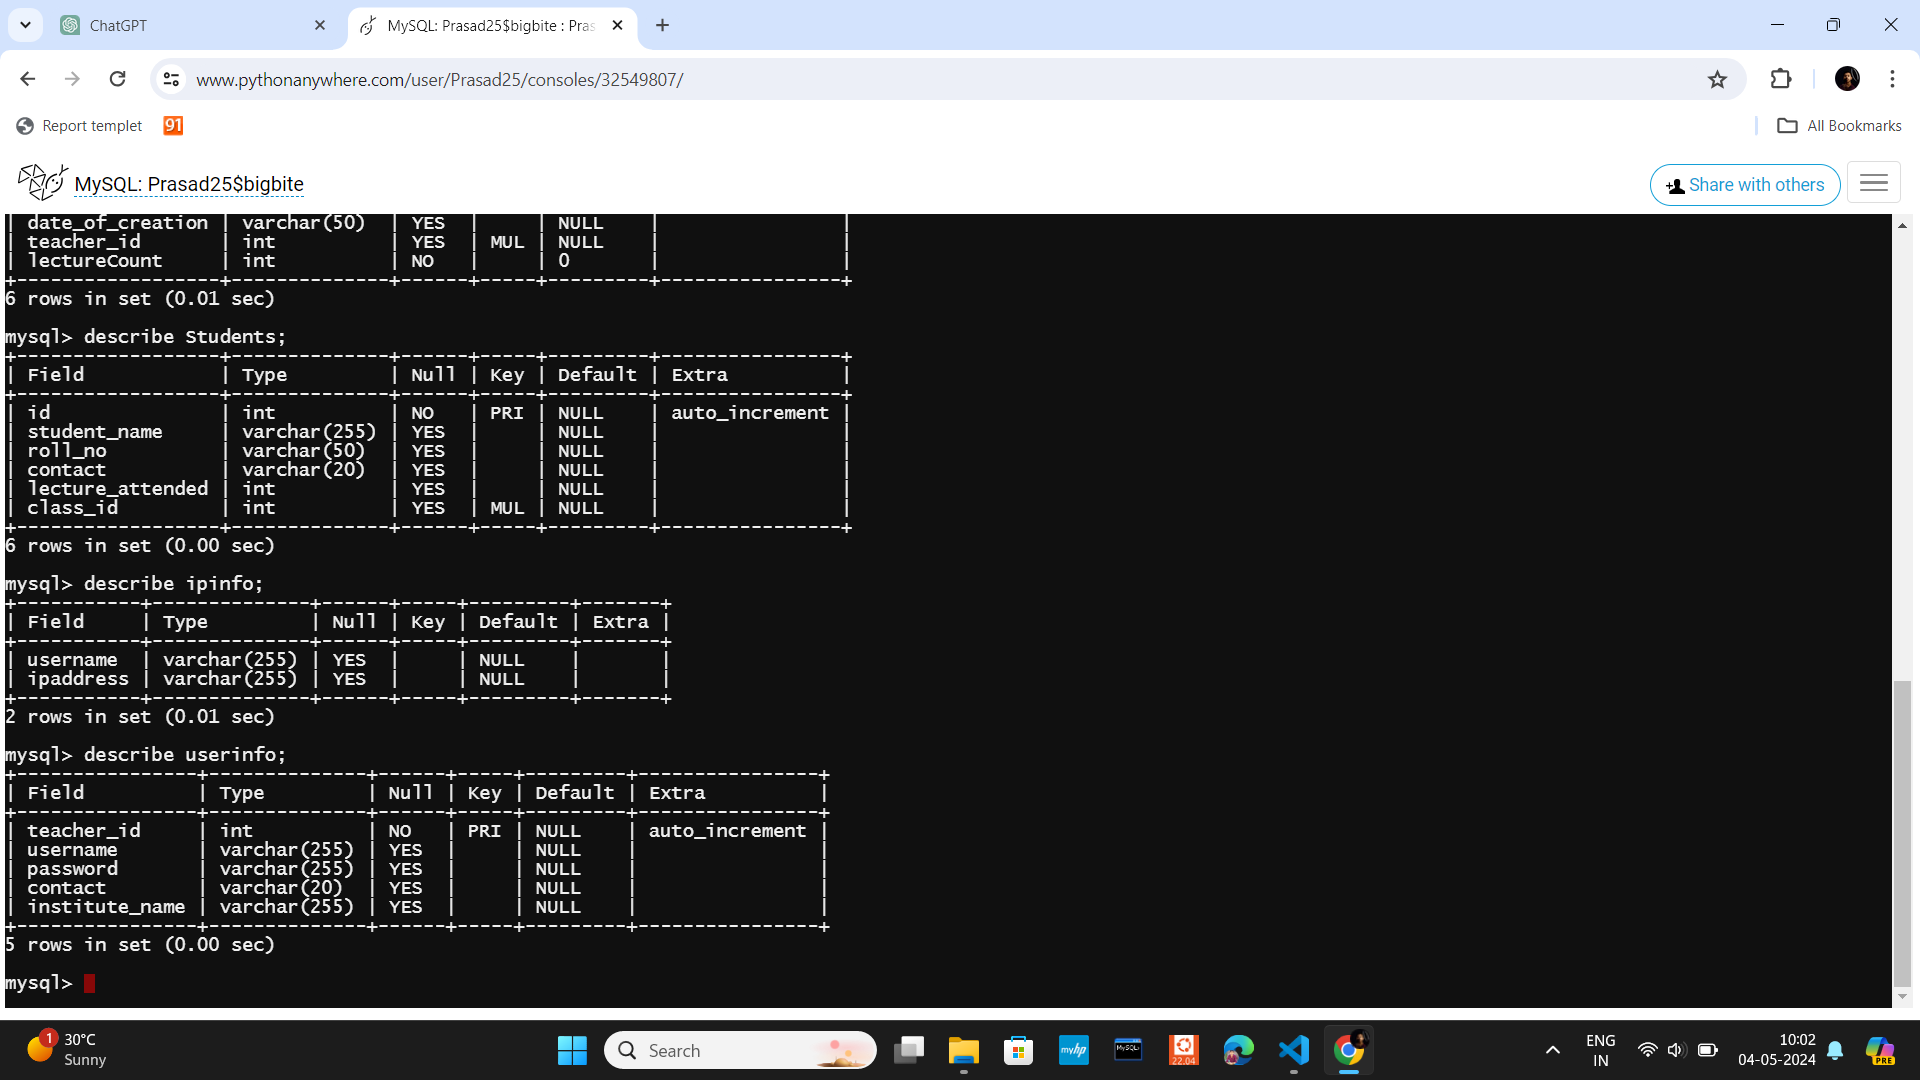 ChatGPT
MySQL: Prasad25$bigbite : Pras
www.pythonanywhere.com/user/Prasad25/consoles/32549807/
Report templet
91
All Bookmarks
MySQL: Prasad25$bigbite
Share with others
| date_of_creation | varchar(50)  | YES  |     | NULL    |                |
| teacher_id       | int          | YES  | MUL | NULL    |                |
| lectureCount     | int          | NO   |     | 0       |                |
+------------------+--------------+------+-----+---------+----------------+
6 rows in set (0.01 sec)
mysql> describe Students;
+------------------+--------------+------+-----+---------+----------------+
| Field            | Type         | Null | Key | Default | Extra          |
+------------------+--------------+------+-----+---------+----------------+
| id               | int          | NO   | PRI | NULL    | auto_increment |
| student_name     | varchar(255) | YES  |     | NULL    |                |
| roll_no          | varchar(50)  | YES  |     | NULL    |                |
| contact          | varchar(20)  | YES  |     | NULL    |                |
| lecture_attended | int          | YES  |     | NULL    |                |
| class_id         | int          | YES  | MUL | NULL    |                |
+------------------+--------------+------+-----+---------+----------------+
6 rows in set (0.00 sec)
mysql> describe ipinfo;
+-----------+--------------+------+-----+---------+-------+
| Field     | Type         | Null | Key | Default | Extra |
+-----------+--------------+------+-----+---------+-------+
| username  | varchar(255) | YES  |     | NULL    |       |
| ipaddress | varchar(255) | YES  |     | NULL    |       |
+-----------+--------------+------+-----+---------+-------+
2 rows in set (0.01 sec)
mysql> describe userinfo;
+----------------+--------------+------+-----+---------+----------------+
| Field          | Type         | Null | Key | Default | Extra          |
+----------------+--------------+------+-----+---------+----------------+
| teacher_id     | int          | NO   | PRI | NULL    | auto_increment |
| username       | varchar(255) | YES  |     | NULL    |                |
| password       | varchar(255) | YES  |     | NULL    |                |
| contact        | varchar(20)  | YES  |     | NULL    |                |
| institute_name | varchar(255) | YES  |     | NULL    |                |
+----------------+--------------+------+-----+---------+----------------+
5 rows in set (0.00 sec)
mysql>
1
30°C
Sunny
Search
myhp
MySQL
22.04
ENG
IN
10:02
04-05-2024
PRE